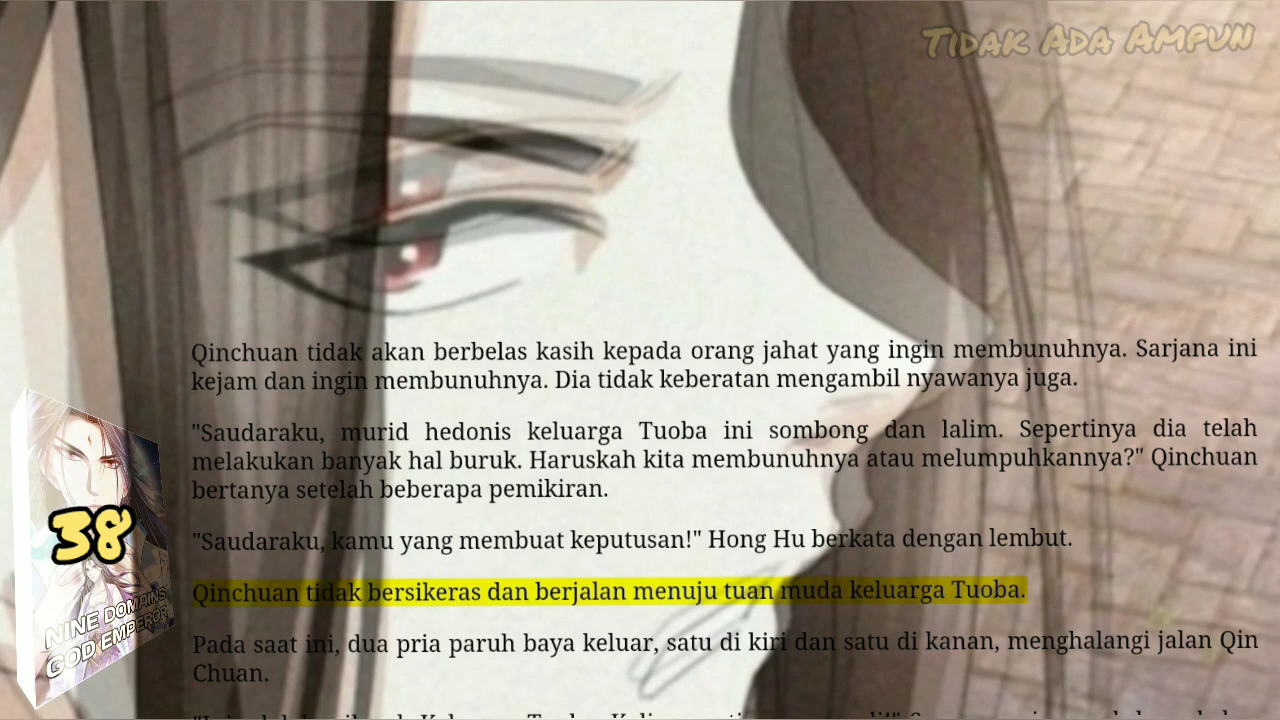 Tidak Ada Ampun
Qinchuan tidak akan berbelas kasih kepada orang jahat yang ingin membunuhnya. Sarjana ini
kejam dan ingin membunuhnya. Dia tidak keberatan mengambil nyawanya juga.
"Saudaraku, murid hedonis keluarga Tuoba ini sombong dan lalim. Sepertinya dia telah
melakukan banyak hal buruk. Haruskah kita membunuhnya atau melumpuhkannya?" Qinchuan
bertanya setelah beberapa pemikiran.
"Saudaraku, kamu yang membuat keputusan!" Hong Hu berkata dengan lembut.
Qinchuan tidak bersikeras dan berjalan menuju tuan muda keluarga Tuoba.
Pada saat ini, dua pria paruh baya keluar, satu di kiri dan satu di kanan, menghalangi jalan Qin
Chuan.
38
NINE DOMAINS
GOD EMPEROR